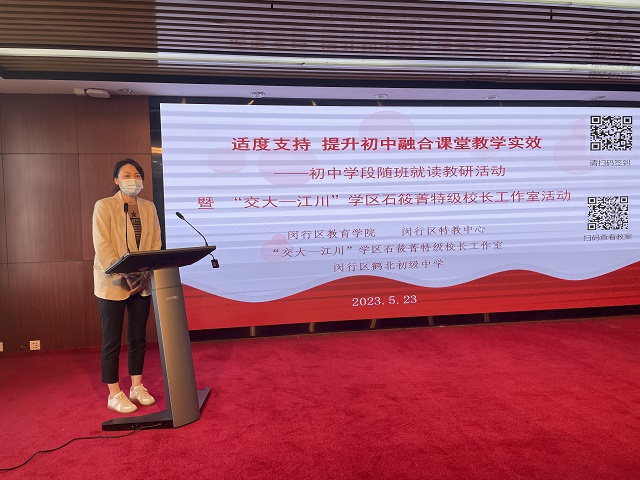 适度支持 提升初中融合课堂教学实效
——初中学段随班就读教研活动
暨 “交大—江川”学区石筱菁特级校长工作室活动
闵行区教育学院 闵行区特教中心
“交大—江川”学区石筱菁特级校长工作室
闵行区鹤北初级中学
2023.5.23
请扫码签到
扫码查看教案